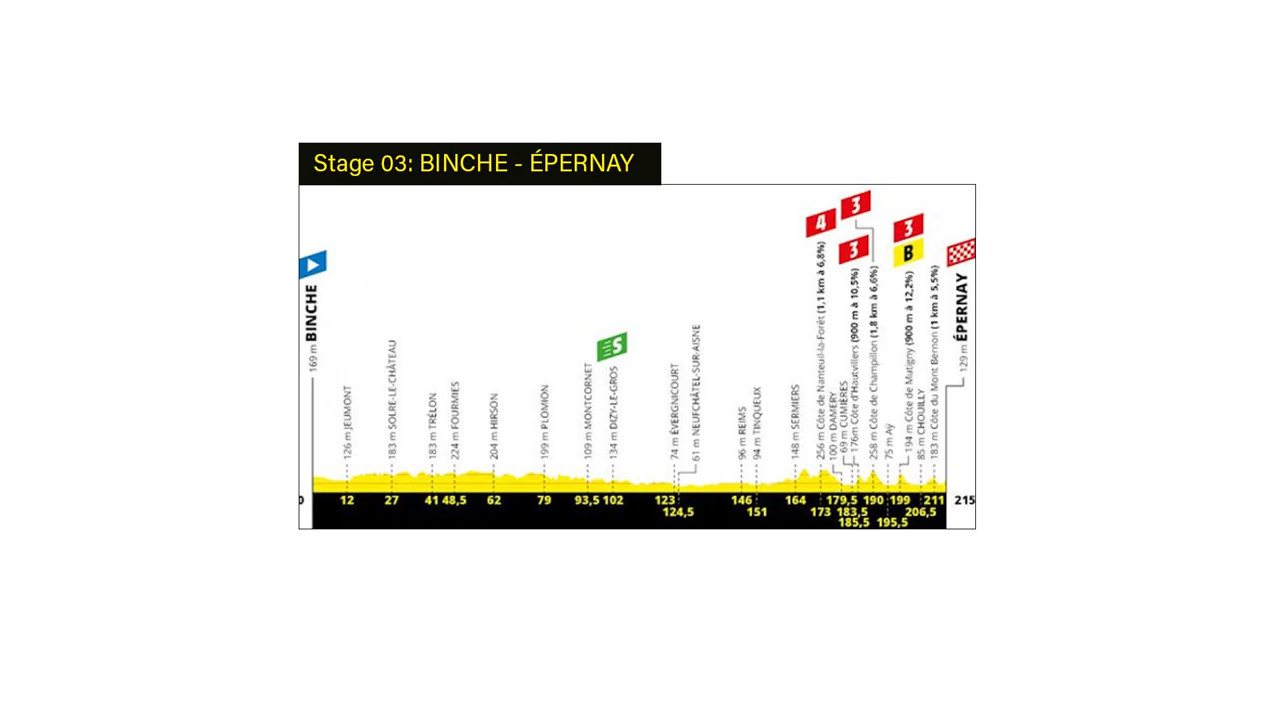 Stage 03: BINCHE - ÉPERNAY
169 m BINCHE
126 m JEUMONT
183 m SOLRE-LE-CHÂTEAU
183 m TRÉLON
224 m FOURMIES
204 m HIRSON
199 m PLOMION
109 m MONTCORNET
S
134 m DIZY-LE-GROS
74 m ÉVERGNICOURT
61 m NEUFCHÂTEL-SUR-AISNE
96 m REIMS
94 m TINQUEUX
148 m SERMIERS
4
256 m Côte de Nanteuil-la-Forêt (1,1 km à 6,8%)
100 m DAMERY
69 m CUMIÈRES
3
176m Côte d'Hautvillers (900 m à 10,5%)
3
258 m Côte de Champillon (1,8 km à 6,6%)
75 m Aÿ
3
B
194 m Côte de Mutigny (900 m à 12,2%)
85 m CHOUILLY
183 m Côte du Mont Bernon (1 km à 5,5%)
129 m ÉPERNAY
0 12 27 41 48,5 62 79 93,5 102 123 146 164 179,5 190 199 211 215
124,5 151 173 183,5 206,5
185,5 195,5